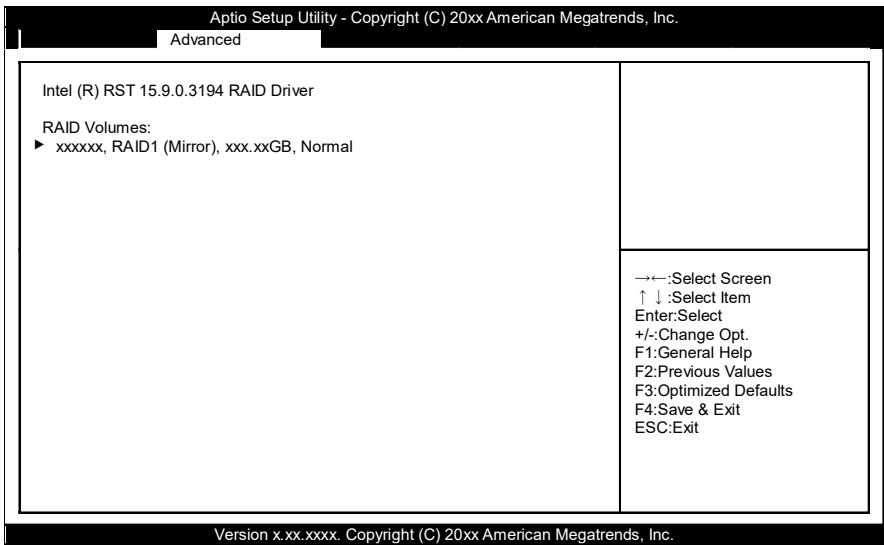 Aptio Setup Utility - Copyright (C) 20xx American Megatrends, Inc.
Advanced
Intel (R) RST 15.9.0.3194 RAID Driver
RAID Volumes:
▶ xxxxxx, RAID1 (Mirror), xxx.xxGB, Normal
→←:Select Screen
↑↓:Select Item
Enter:Select
+/-:Change Opt.
F1:General Help
F2:Previous Values
F3:Optimized Defaults
F4:Save & Exit
ESC:Exit
Version x.xx.xxxx. Copyright (C) 20xx American Megatrends, Inc.